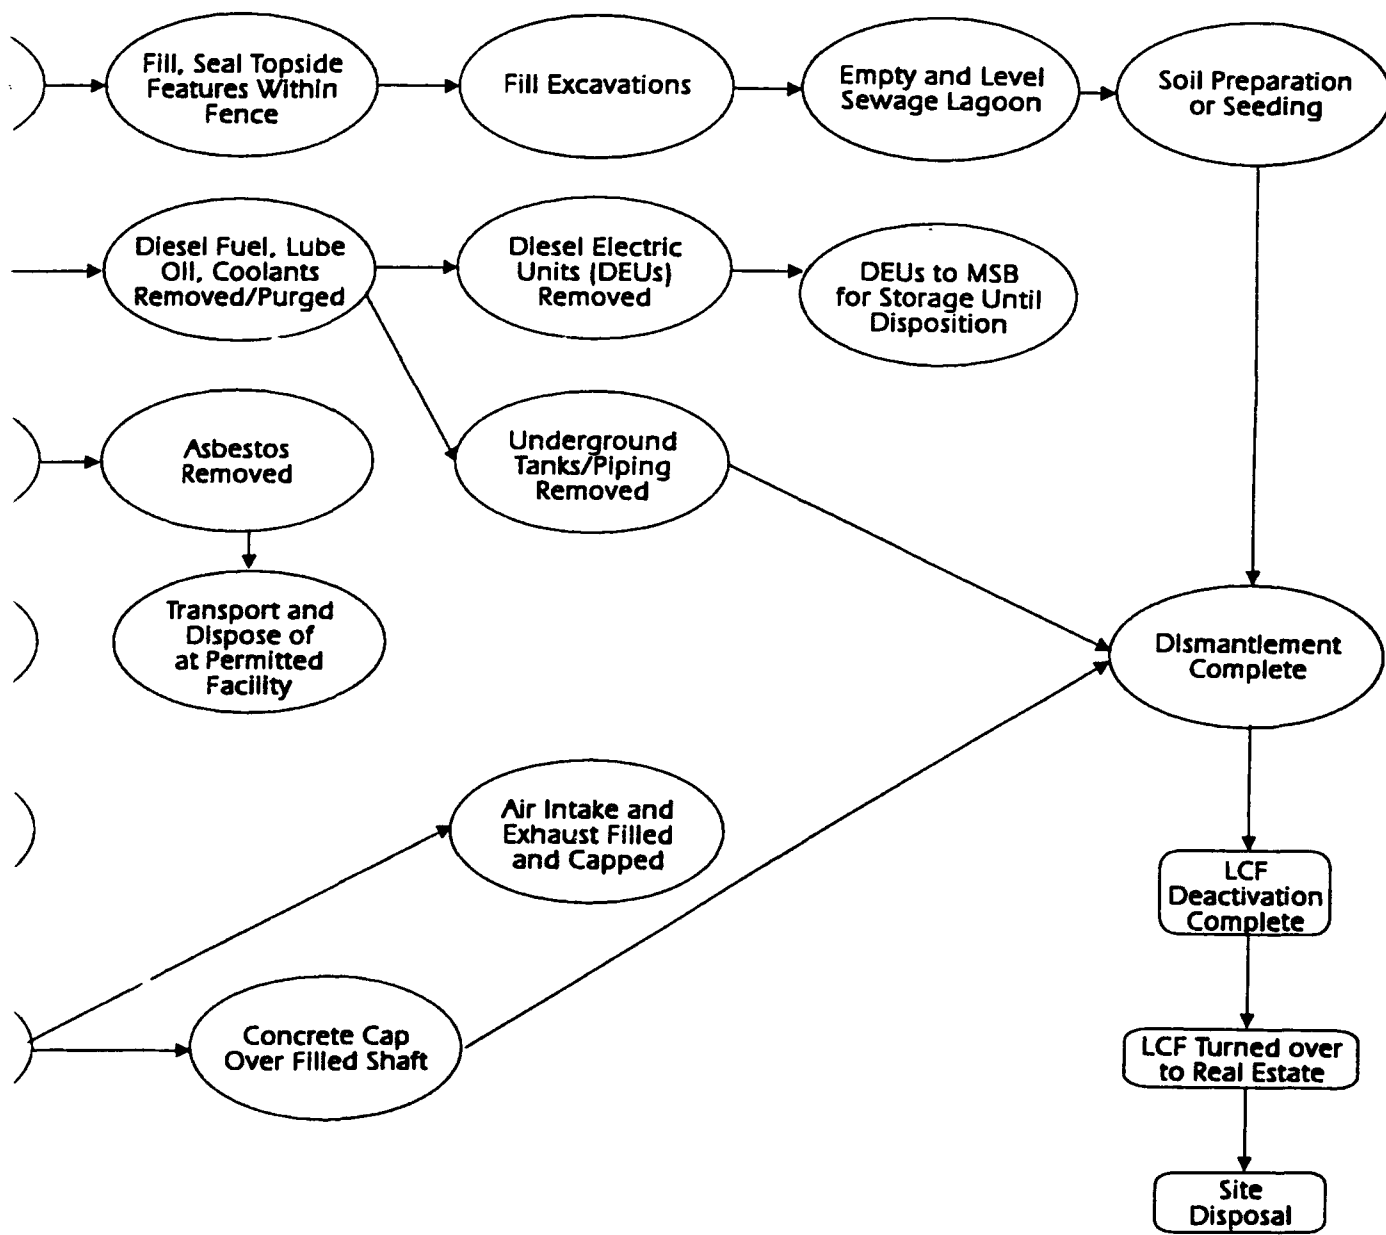 Fill, Seal Topside
Features Within
Fence
Fill Excavations
Empty and Level
Sewage Lagoon
Soil Preparation
or Seeding
Diesel Fuel, Lube
Oil, Coolants
Removed/Purged
Diesel Electric
Units (DEUs)
Removed
DEUs to MSB
for Storage Until
Disposition
Asbestos
Removed
Underground
Tanks/Piping
Removed
Transport and
Dispose of
at Permitted
Facility
Dismantlement
Complete
Air Intake and
Exhaust Filled
and Capped
LCF
Deactivation
Complete
Concrete Cap
Over Filled Shaft
LCF Turned over
to Real Estate
Site
Disposal